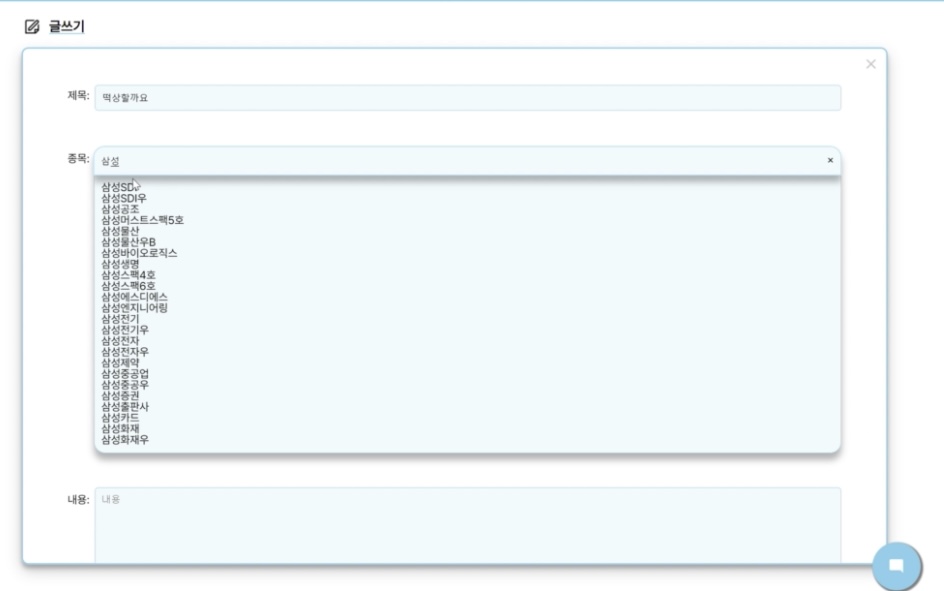 글쓰기
제목: 떡상할까요
종목: 삼성
삼성SDI
삼성SDI우
삼성공조
삼성머스트스팩5호
삼성물산
삼성물산우B
삼성바이오로직스
삼성생명
삼성스팩4호
삼성스팩6호
삼성에스디에스
삼성엔지니어링
삼성전기
삼성전기우
삼성전자
삼성전자우
삼성제약
삼성중공업
삼성중공우
삼성증권
삼성출판사
삼성카드
삼성화재
삼성화재우
내용: 내용